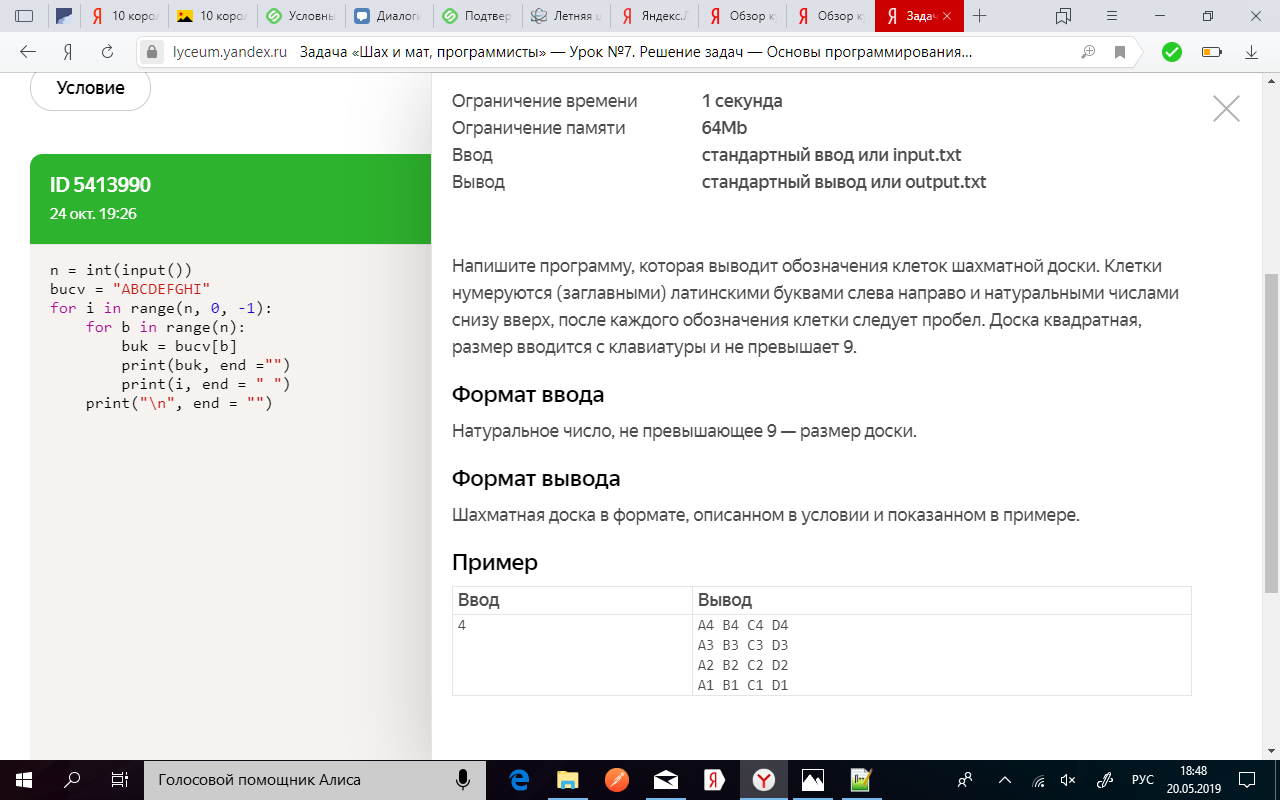 10 корол
10 корол
Условнь
Диалоги
Подтвер
Летняя ш
Яндекс.Л
Обзор к
Обзор к
Задач
lyceum.yandex.ru Задача «Шах и мат, программисты» — Урок №7. Решение задач — Основы программирования...
Условие
ID 5413990
24 окт. 19:26
n = int(input())
bucv = "ABCDEFGHI"
for i in range(n, 0, -1):
    for b in range(n):
        buk = bucv[b]
        print(buk, end ="")
        print(i, end = " ")
    print("\n", end = "")
Ограничение времени 1 секунда
Ограничение памяти 64Mb
Ввод стандартный ввод или input.txt
Вывод стандартный вывод или output.txt
Напишите программу, которая выводит обозначения клеток шахматной доски. Клетки
нумеруются (заглавными) латинскими буквами слева направо и натуральными числами
снизу вверх, после каждого обозначения клетки следует пробел. Доска квадратная,
размер вводится с клавиатуры и не превышает 9.
Формат ввода
Натуральное число, не превышающее 9 — размер доски.
Формат вывода
Шахматная доска в формате, описанном в условии и показанном в примере.
Пример
Ввод Вывод
4 A4 B4 C4 D4
A3 B3 C3 D3
A2 B2 C2 D2
A1 B1 C1 D1
Голосовой помощник Алиса
РУС
18:48
20.05.2019